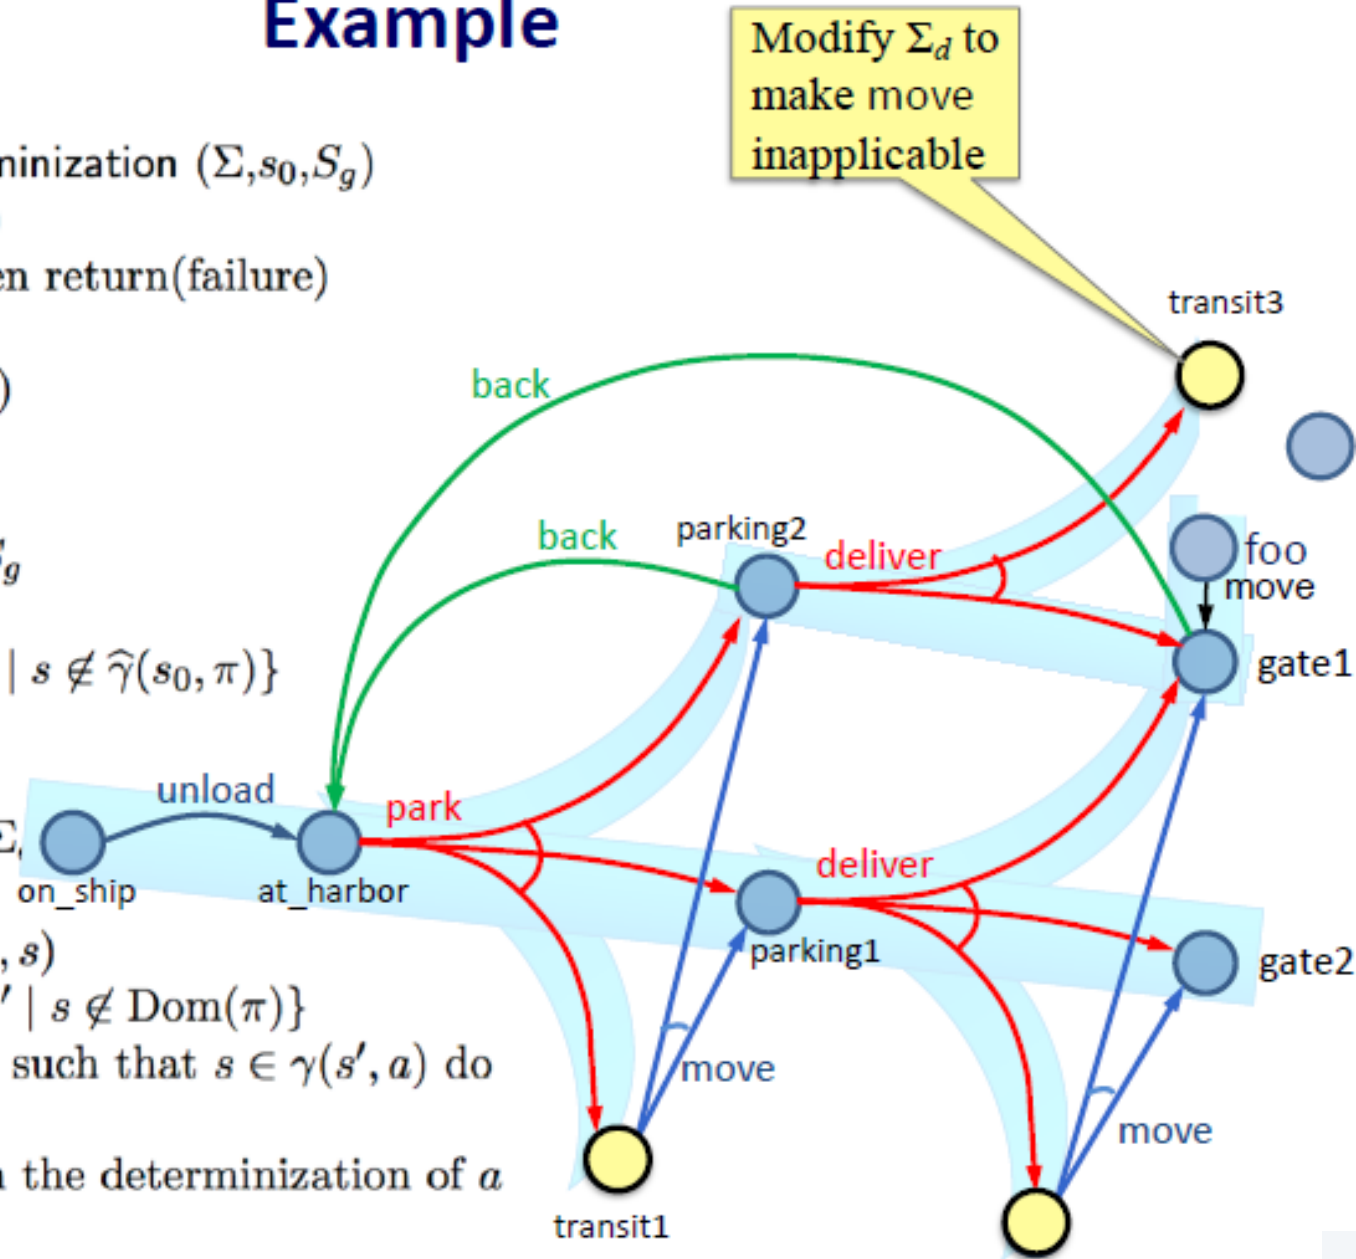 Example
Modify Σd to
make move
inapplicable
minization (Σ,s0,Sg)
en return(failure)
)
transit3
back
back
parking2
deliver
foo
move
gate1
Sg
| s ∉ γ̂(s0, π)}
unload
park
deliver
Σ
on_ship
at_harbor
parking1
gate2
, s)
′ | s ∉ Dom(π)}
such that s ∈ γ(s′, a) do
move
move
the determinization of a
transit1